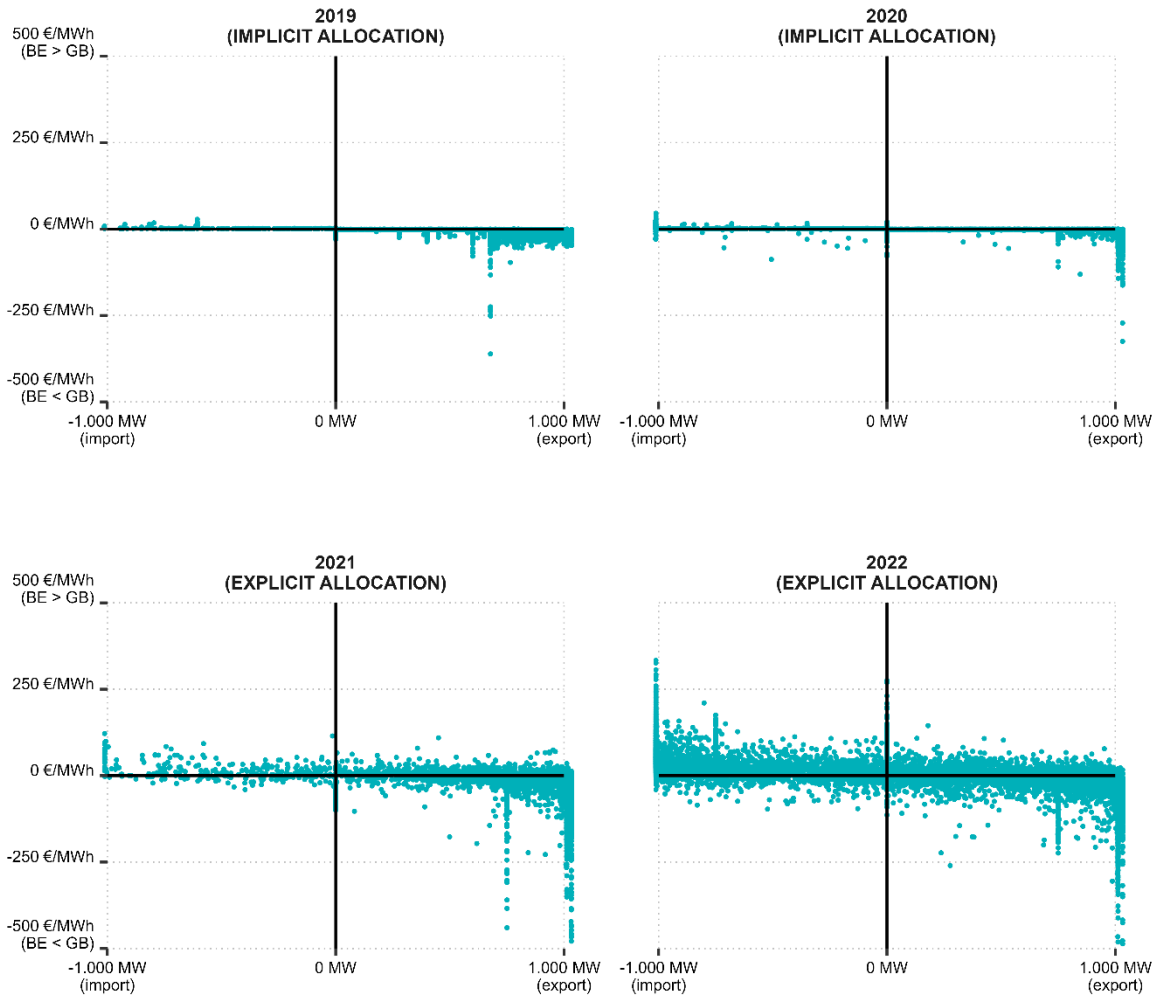 2019
(IMPLICIT ALLOCATION)
500 €/MWh
(BE > GB)
250 €/MWh
0 €/MWh
-250 €/MWh
-500 €/MWh
(BE < GB)
-1.000 MW
(import)
0 MW
1.000 MW
(export)
2020
(IMPLICIT ALLOCATION)
-1.000 MW
(import)
0 MW
1.000 MW
(export)
2021
(EXPLICIT ALLOCATION)
500 €/MWh
(BE > GB)
250 €/MWh
0 €/MWh
-250 €/MWh
-500 €/MWh
(BE < GB)
-1.000 MW
(import)
0 MW
1.000 MW
(export)
2022
(EXPLICIT ALLOCATION)
-1.000 MW
(import)
0 MW
1.000 MW
(export)